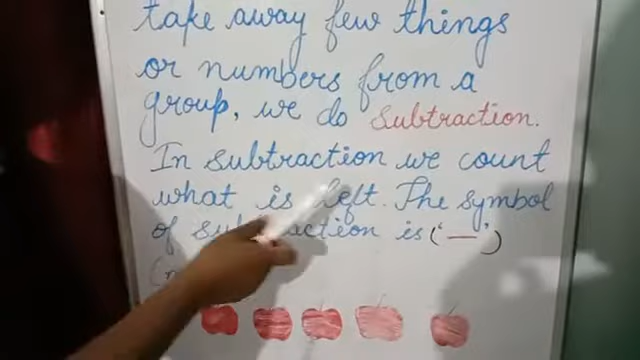 take away few things
or numbers from a
group, we do subtraction.
In subtraction we count
what is left. The symbol
of subtraction is ('—')